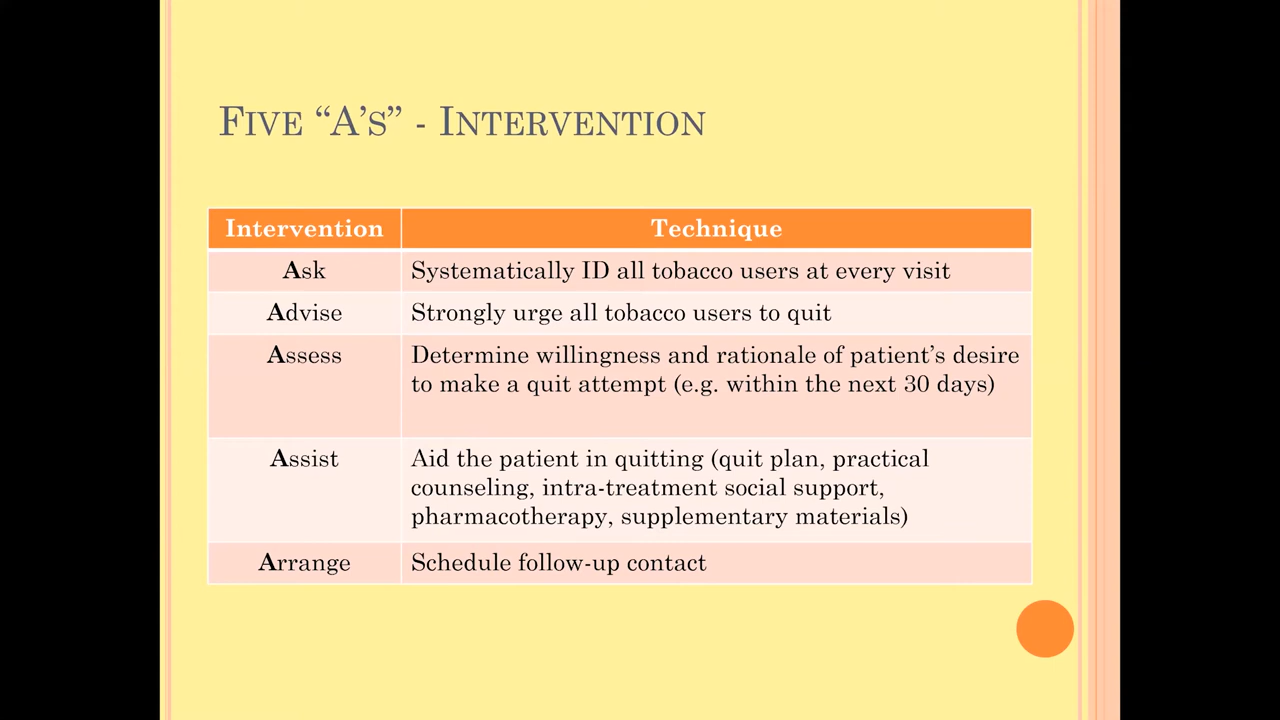 Five “A’s” - Intervention
Intervention Technique
Ask Systematically ID all tobacco users at every visit
Advise Strongly urge all tobacco users to quit
Assess Determine willingness and rationale of patient’s desire
to make a quit attempt (e.g. within the next 30 days)
Assist Aid the patient in quitting (quit plan, practical
counseling, intra-treatment social support,
pharmacotherapy, supplementary materials)
Arrange Schedule follow-up contact